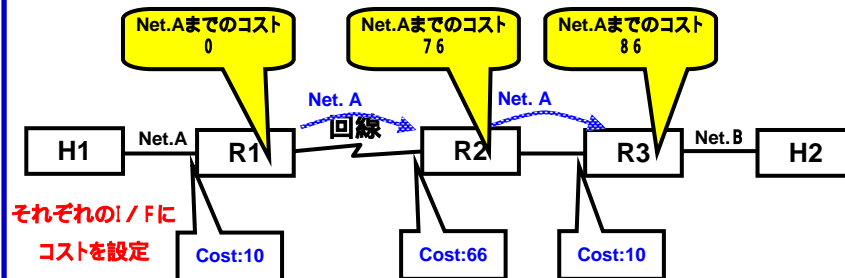 Net.Aまでのコスト
0
Net.Aまでのコスト
76
Net.Aまでのコスト
86
Net. A
Net. A
回線
H1
Net.A
R1
R2
R3
Net.B
H2
それぞれのI/Fに
コストを設定
Cost:10
Cost:66
Cost:10